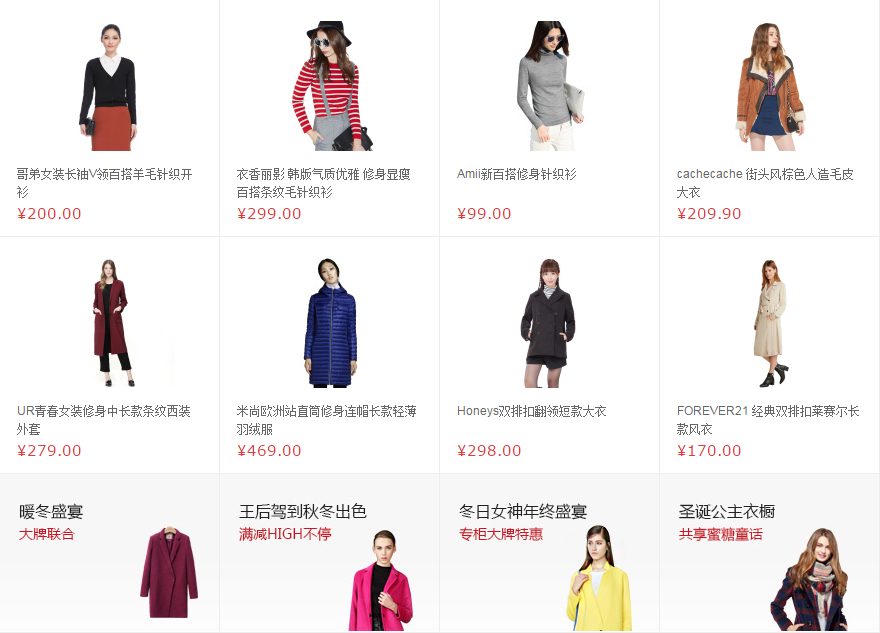 哥弟女装长袖V领百搭羊毛针织开
衫
¥200.00
衣香丽影 韩版气质优雅 修身显瘦
百搭条纹毛针织衫
¥299.00
Amii新百搭修身针织衫
¥99.00
cachecache 街头风棕色人造毛皮
大衣
¥209.90
UR青春女装修身中长款条纹西装
外套
¥279.00
米尚欧洲站直筒修身连帽长款轻薄
羽绒服
¥469.00
Honeys双排扣翻领短款大衣
¥298.00
FOREVER21 经典双排扣莱赛尔长
款风衣
¥170.00
暖冬盛宴
大牌联合
王后驾到秋冬出色
满减HIGH不停
冬日女神年终盛宴
专柜大牌特惠
圣诞公主衣橱
共享蜜糖童话